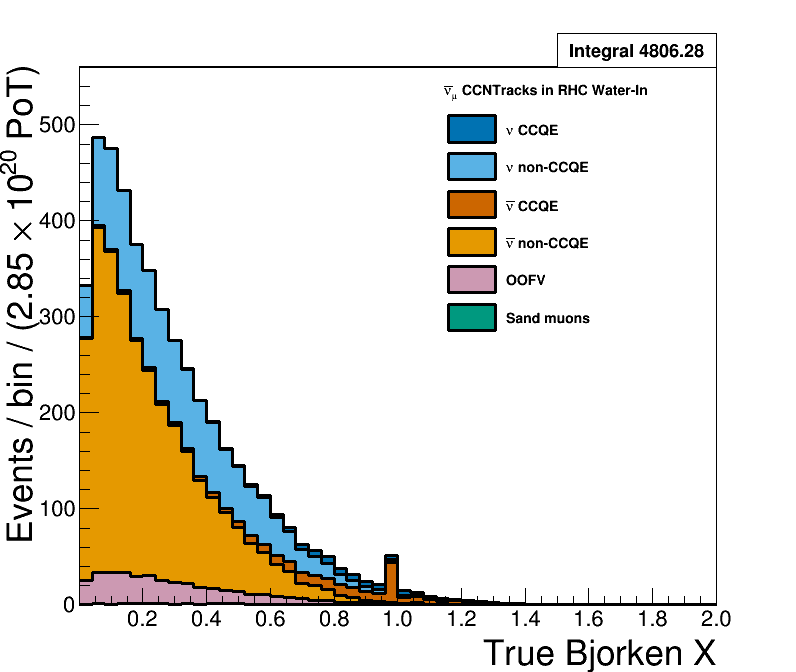 Integral 4806.28
ν̅μ CCNTracks in RHC Water-In
ν CCQE
ν non-CCQE
ν̅ CCQE
ν̅ non-CCQE
OOFV
Sand muons
Events / bin / (2.85 × 10^20 PoT)
500
400
300
200
100
0
0.2 0.4 0.6 0.8 1.0 1.2 1.4 1.6 1.8 2.0
True Bjorken X